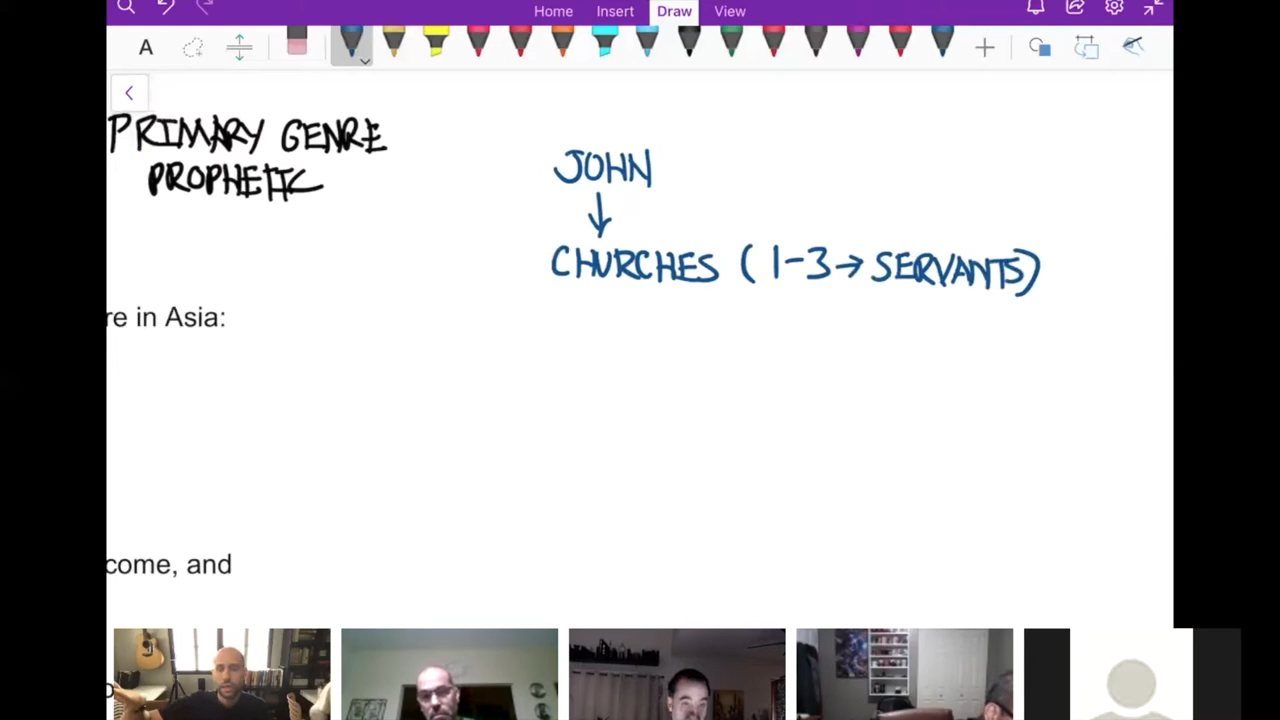 Home Insert Draw View
A
PRIMARY GENRE
PROPHETIC
JOHN
↓
CHURCHES ( 1-3 → SERVANTS)
re in Asia:
come, and